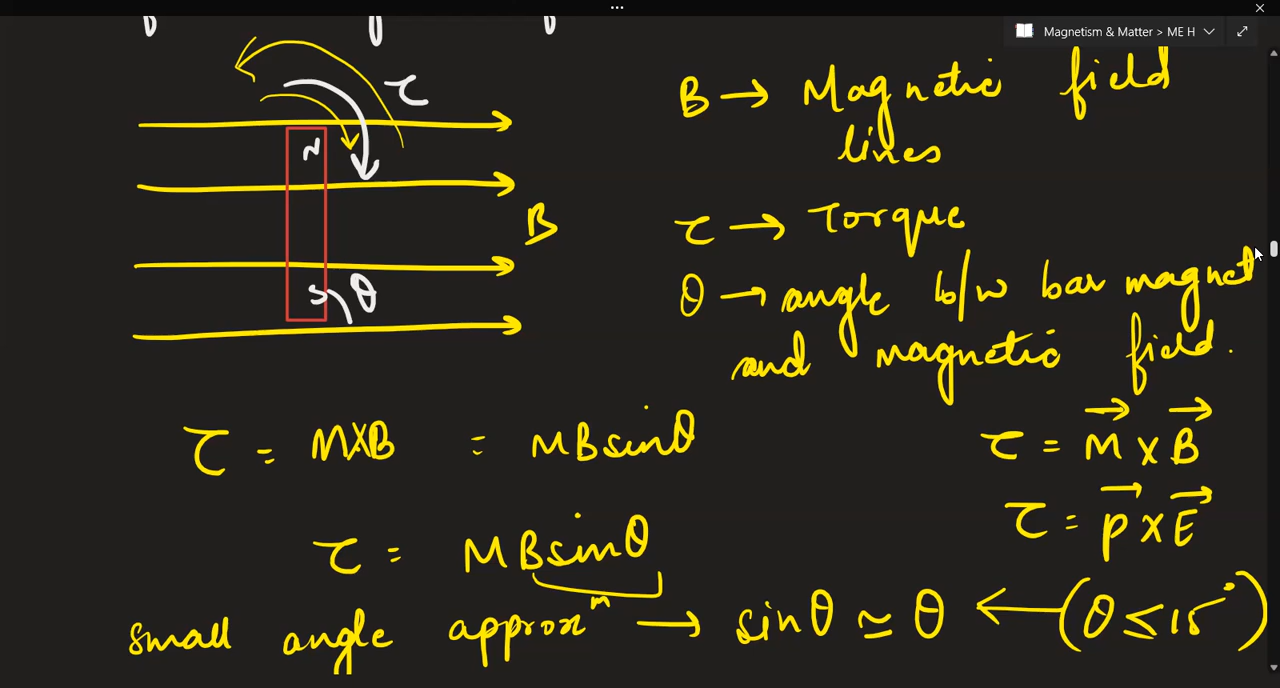 Magnetism & Matter > ME H
τ
B → Magnetic field
lines
N
B
τ → Torque
S θ
θ → angle b/w bar magnet
and magnetic field.
τ = M×B = MBsinθ
τ = M⃗ × B⃗
τ = MBsinθ
τ = p⃗ × E⃗
small angle approxᵐ → sinθ ≃ θ ← (θ ≤ 15°)